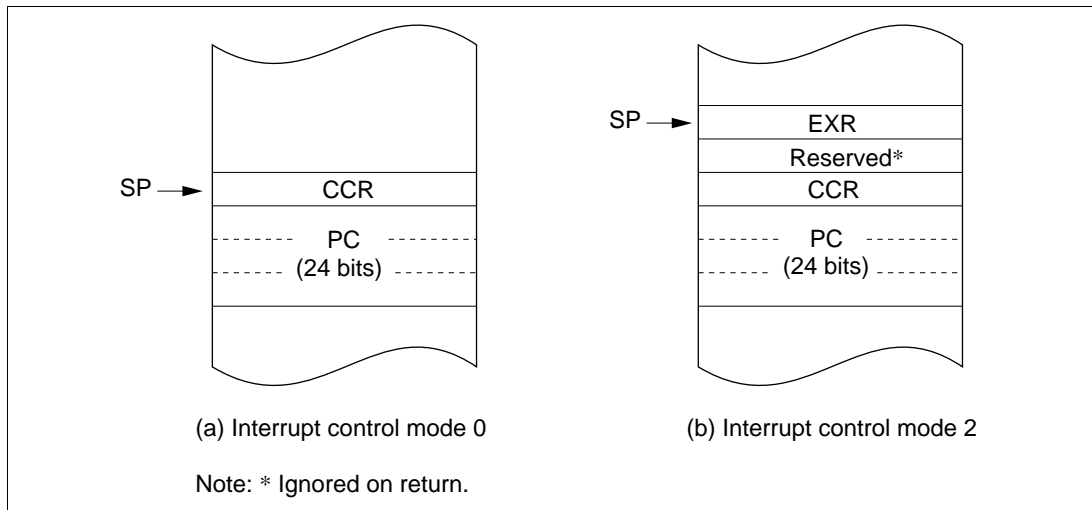 SP
CCR
PC
(24 bits)
(a) Interrupt control mode 0
SP
EXR
Reserved*
CCR
PC
(24 bits)
(b) Interrupt control mode 2
Note: * Ignored on return.